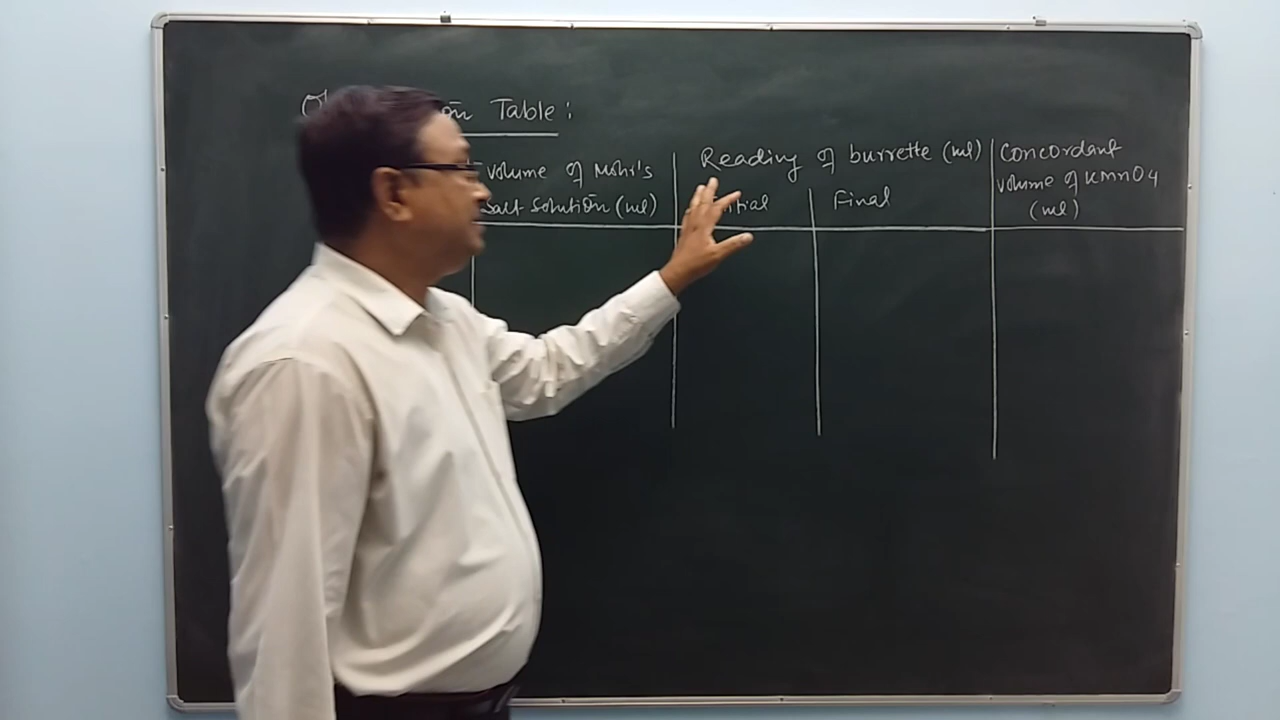 Table :
Volume of Mohr's
Salt Solution (ml)
Reading of burrette (ml)
Initial
Final
Concordant
Volume of KMnO4
(ml)